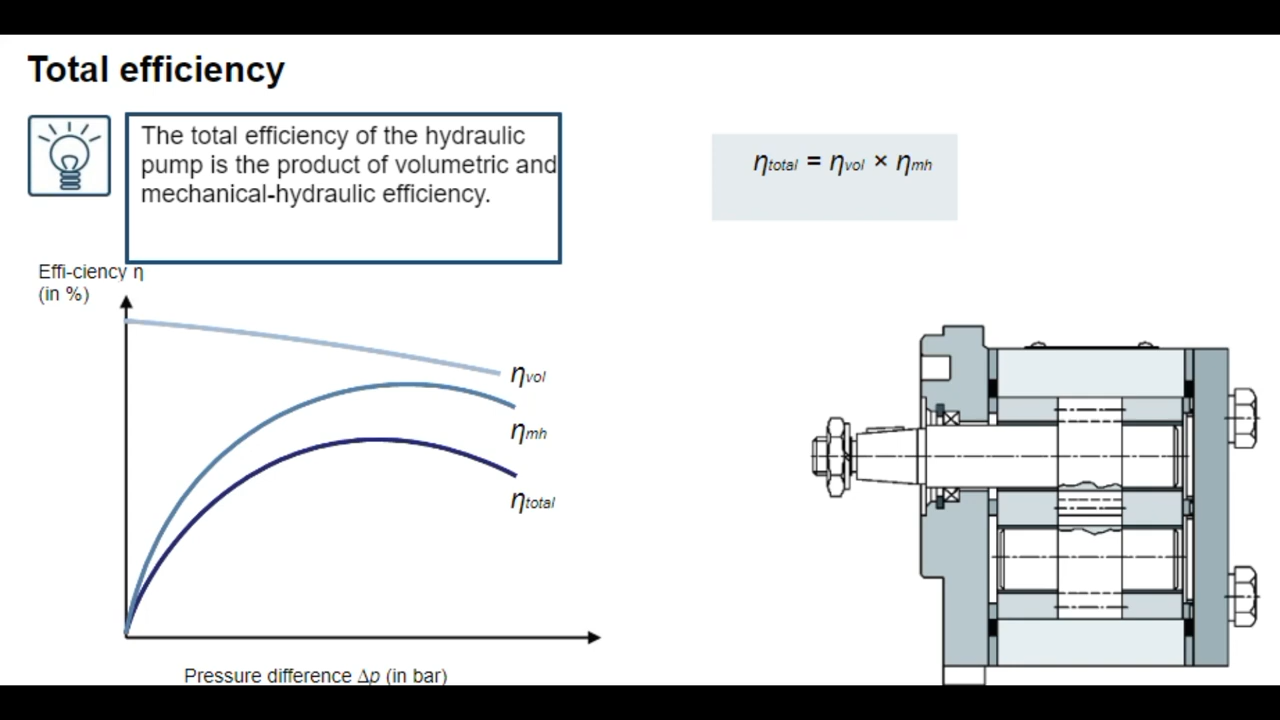 Total efficiency
The total efficiency of the hydraulic
pump is the product of volumetric and
mechanical-hydraulic efficiency.
ηtotal = ηvol × ηmh
Effi-ciency η
(in %)
ηvol
ηmh
ηtotal
Pressure difference Δp (in bar)